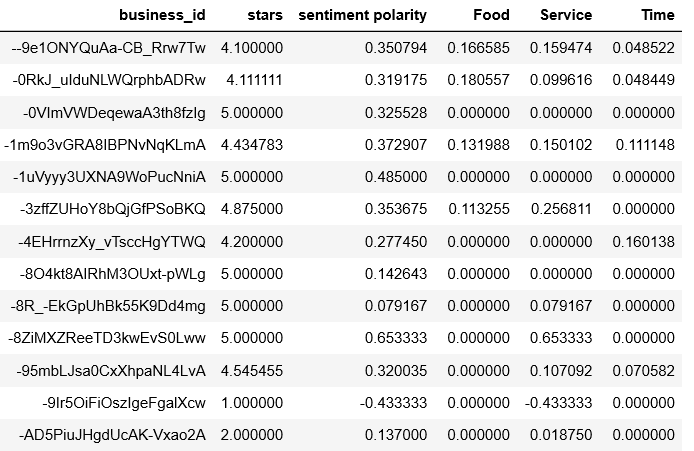 business_id stars sentiment polarity Food Service Time
--9e1ONYQuAa-CB_Rrw7Tw 4.100000 0.350794 0.166585 0.159474 0.048522
-0RkJ_uIduNLWQrphbADRw 4.111111 0.319175 0.180557 0.099616 0.048449
-0VImVWDeqewaA3th8fzIg 5.000000 0.325528 0.000000 0.000000 0.000000
-1m9o3vGRA8IBPNvNqKLmA 4.434783 0.372907 0.131988 0.150102 0.111148
-1uVyyy3UXNA9WoPucNniA 5.000000 0.485000 0.000000 0.000000 0.000000
-3zffZUHoY8bQjGfPSoBKQ 4.875000 0.353675 0.113255 0.256811 0.000000
-4EHrrnzXy_vTsccHgYTWQ 4.200000 0.277450 0.000000 0.000000 0.160138
-8O4kt8AIRhM3OUxt-pWLg 5.000000 0.142643 0.000000 0.000000 0.000000
-8R_-EkGpUhBk55K9Dd4mg 5.000000 0.079167 0.000000 0.079167 0.000000
-8ZiMXZReeTD3kwEvS0Lww 5.000000 0.653333 0.000000 0.653333 0.000000
-95mbLJsa0CxXhpaNL4LvA 4.545455 0.320035 0.000000 0.107092 0.070582
-9Ir5OiFiOszIgeFgalXcw 1.000000 -0.433333 0.000000 -0.433333 0.000000
-AD5PiuJHgdUcAK-Vxao2A 2.000000 0.137000 0.000000 0.018750 0.000000